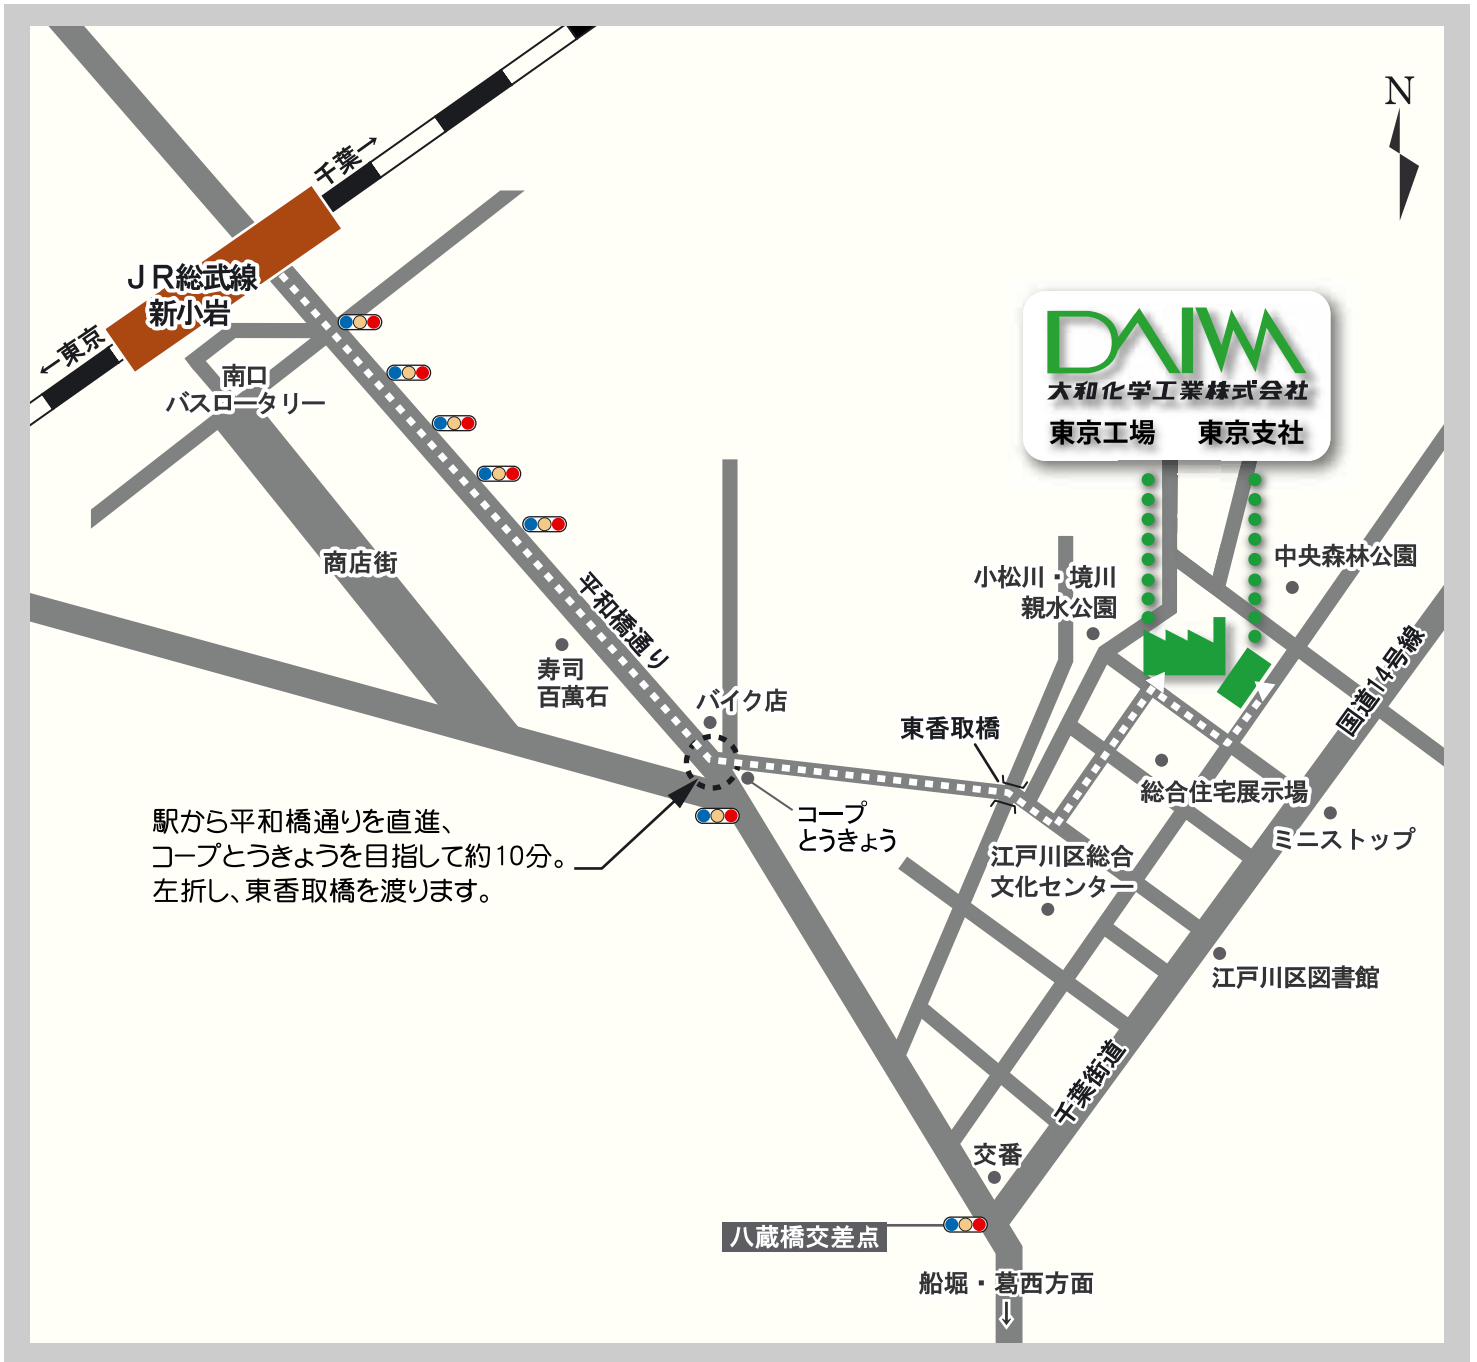 N
千葉→
JR総武線
新小岩
←東京
南口
バスロータリー
DAIWA
大和化学工業株式会社
東京工場 東京支社
商店街
平和橋通り
寿司
百萬石
バイク店
小松川・境川
親水公園
中央森林公園
国道14号線
東香取橋
総合住宅展示場
ミニストップ
コープ
とうきょう
駅から平和橋通りを直進、
コープとうきょうを目指して約10分。
左折し、東香取橋を渡ります。
江戸川区総合
文化センター
江戸川区図書館
千葉街道
交番
八蔵橋交差点
船堀・葛西方面
↓